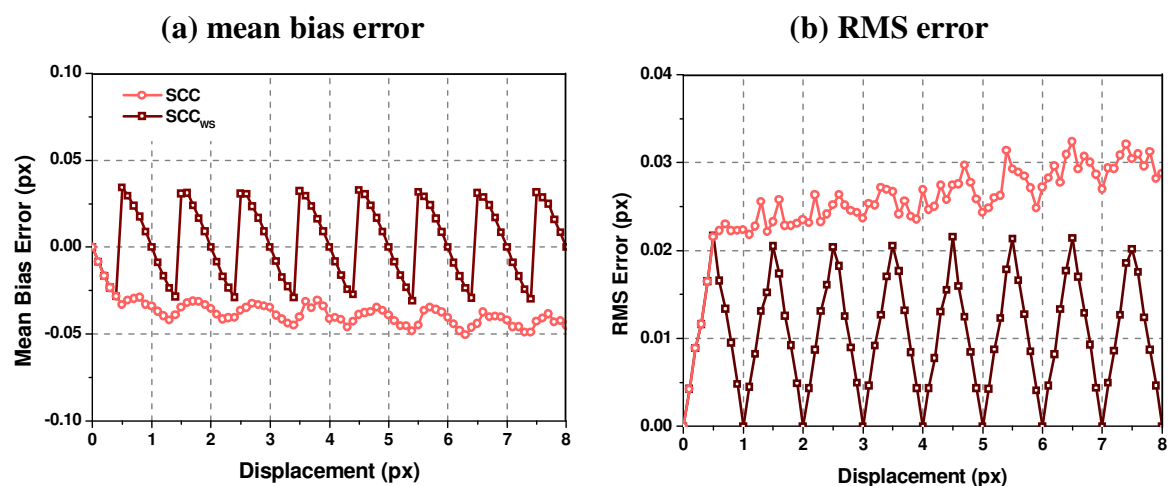 (a) mean bias error
(b) RMS error
0.10
0.05
0.00
-0.05
-0.10
Mean Bias Error (px)
SCC
SCCWS
0 1 2 3 4 5 6 7 8
Displacement (px)
0.04
0.03
0.02
0.01
0.00
RMS Error (px)
0 1 2 3 4 5 6 7 8
Displacement (px)